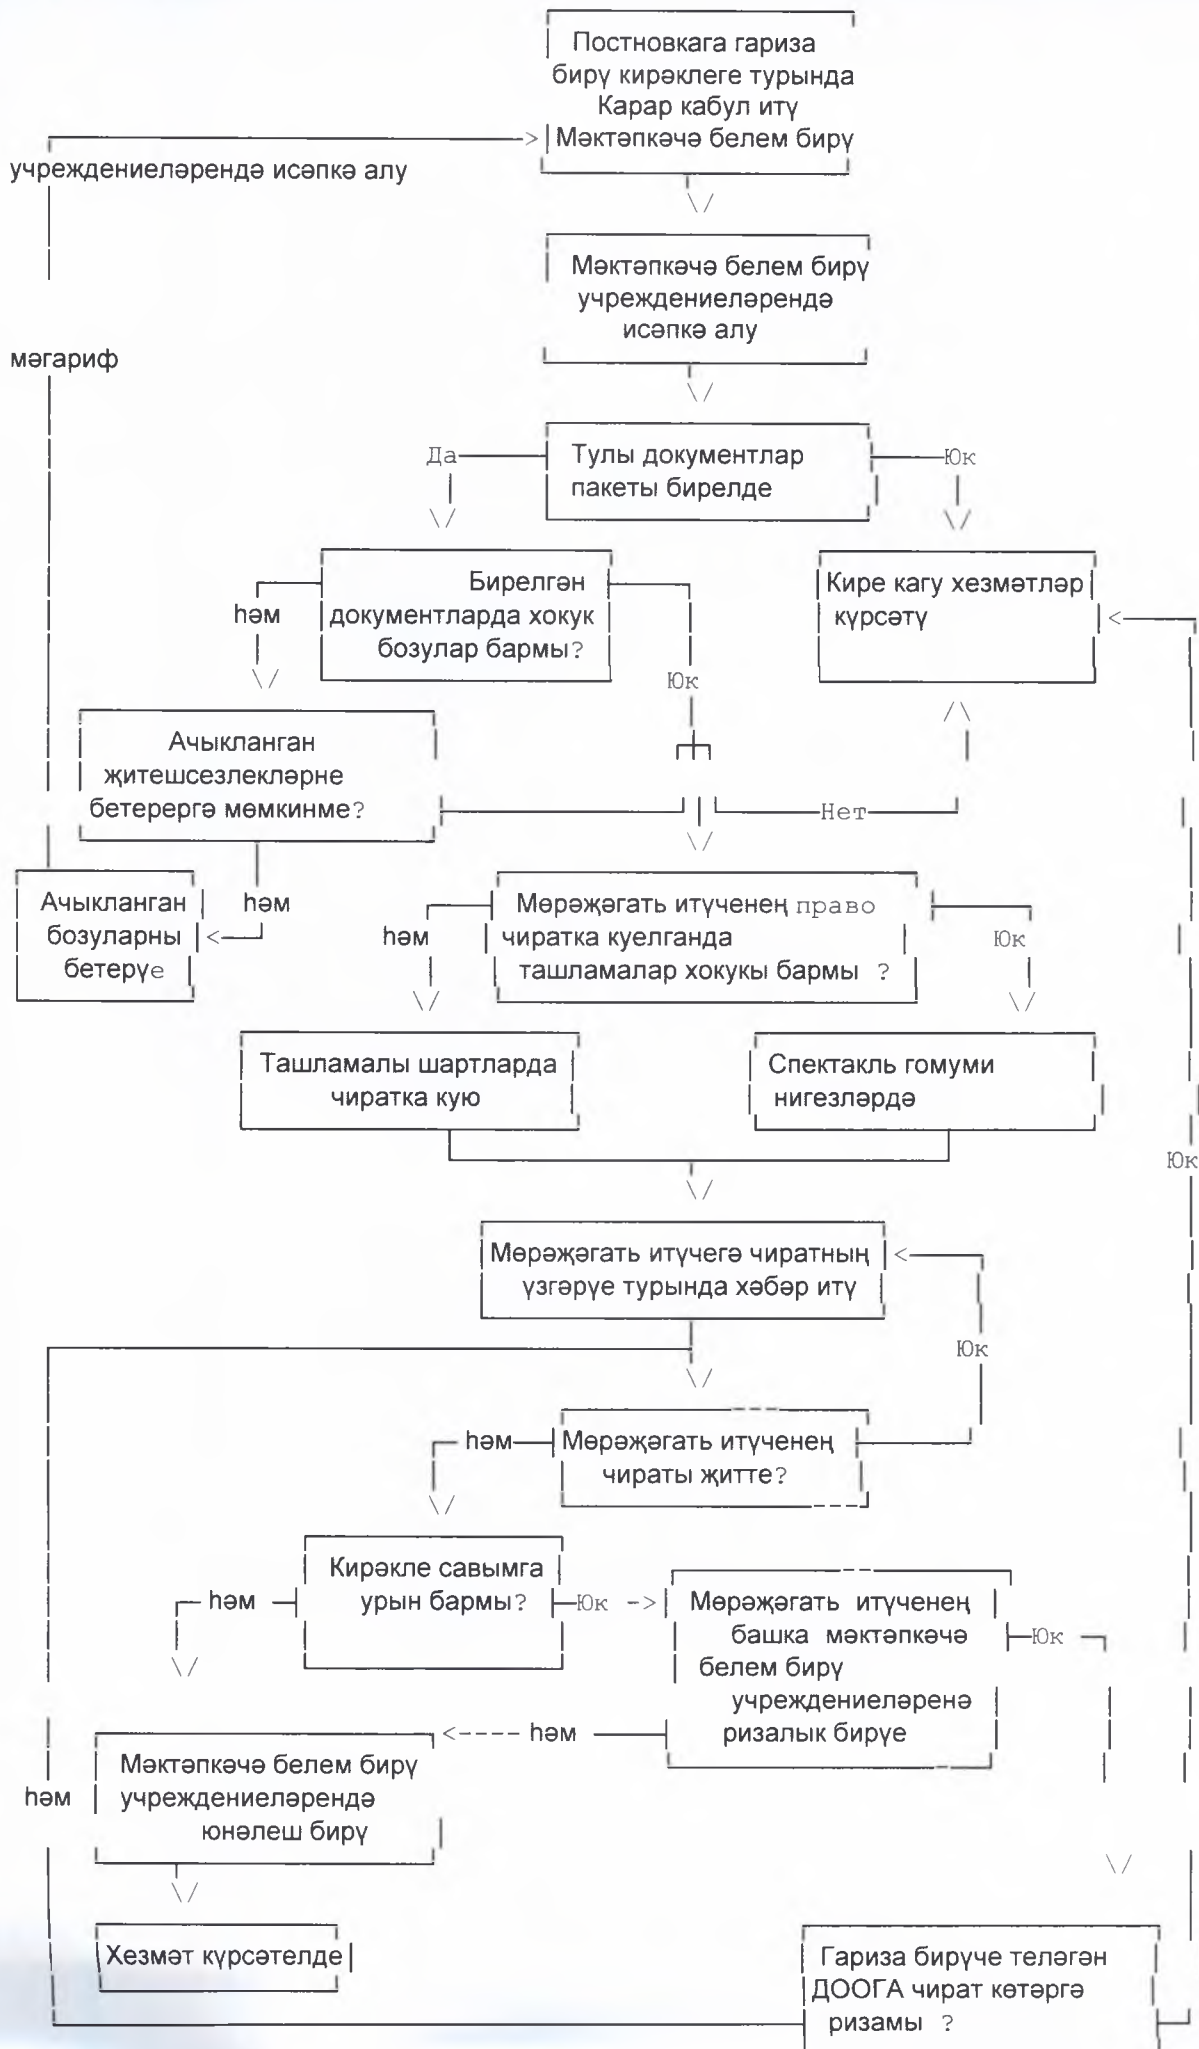 Постновкага гариза
бирү кирәклеге турында
Карар кабул итү
Мәктәпкәчә белем бирү
учреждениеләрендә исәпкә алу
Мәктәпкәчә белем бирү
учреждениеләрендә
исәпкә алу
мәгариф
Да
Тулы документлар
пакеты бирелде
Юк
Бирелгән
документларда хокук
бозулар бармы?
һәм
Юк
Кире кагу хезмәтләр
күрсәтү
Ачыкланган
җитешсезлекләрне
бетерергә мөмкинме?
Нет
Ачыкланган
бозуларны
бетерүе
һәм
һәм
Мөрәҗәгать итүченең право
чиратка куелганда
ташламалар хокукы бармы ?
Юк
Ташламалы шартларда
чиратка кую
Спектакль гомуми
нигезләрдә
Юк
Мөрәҗәгать итүчегә чиратның
үзгәрүе турында хәбәр итү
Юк
һәм
Мөрәҗәгать итүченең
чираты җитте?
һәм
Кирәкле савымга
урын бармы?
Юк
Мөрәҗәгать итүченең
башка мәктәпкәчә
белем бирү
учреждениеләренә
ризалык бирүе
Юк
һәм
һәм
Мәктәпкәчә белем бирү
учреждениеләрендә
юнәлеш бирү
Хезмәт күрсәтелде
Гариза бирүче теләгән
ДООГА чират көтәргә
ризамы ?